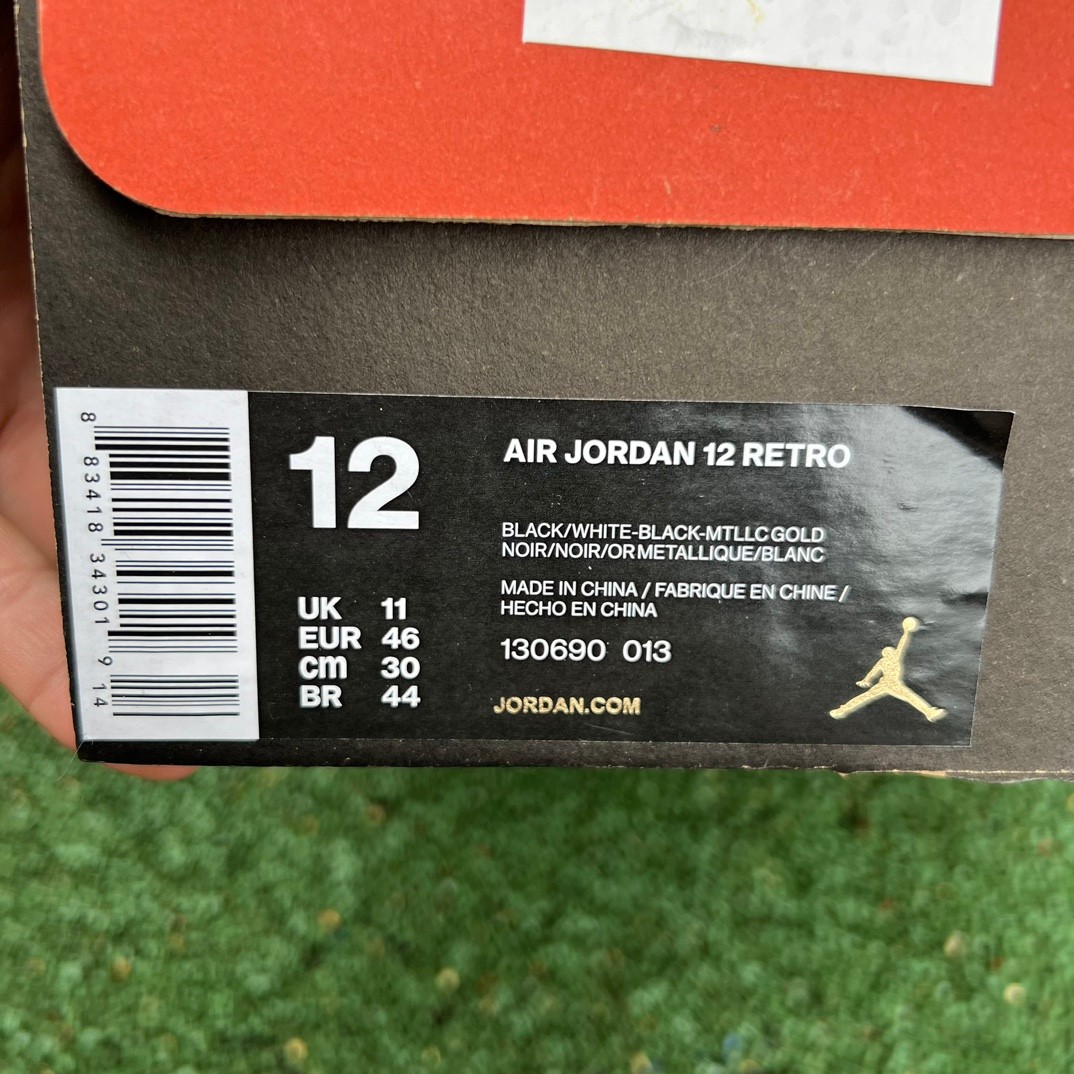 8 83418 34301 9 14
12
AIR JORDAN 12 RETRO
BLACK/WHITE-BLACK-MTLLC GOLD
NOIR/NOIR/OR METALLIQUE/BLANC
MADE IN CHINA / FABRIQUE EN CHINE /
HECHO EN CHINA
UK 11
EUR 46
cm 30
BR 44
130690 013
JORDAN.COM